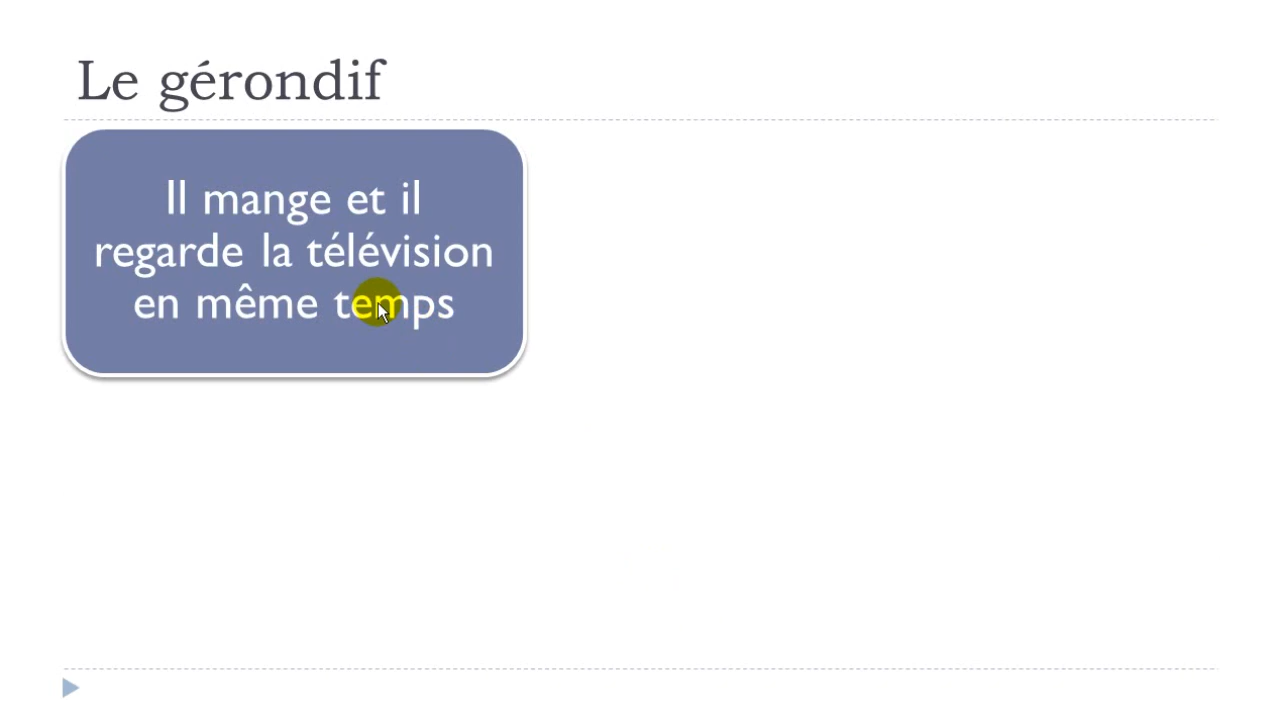 Le gérondif
Il mange et il
regarde la télévision
en même temps